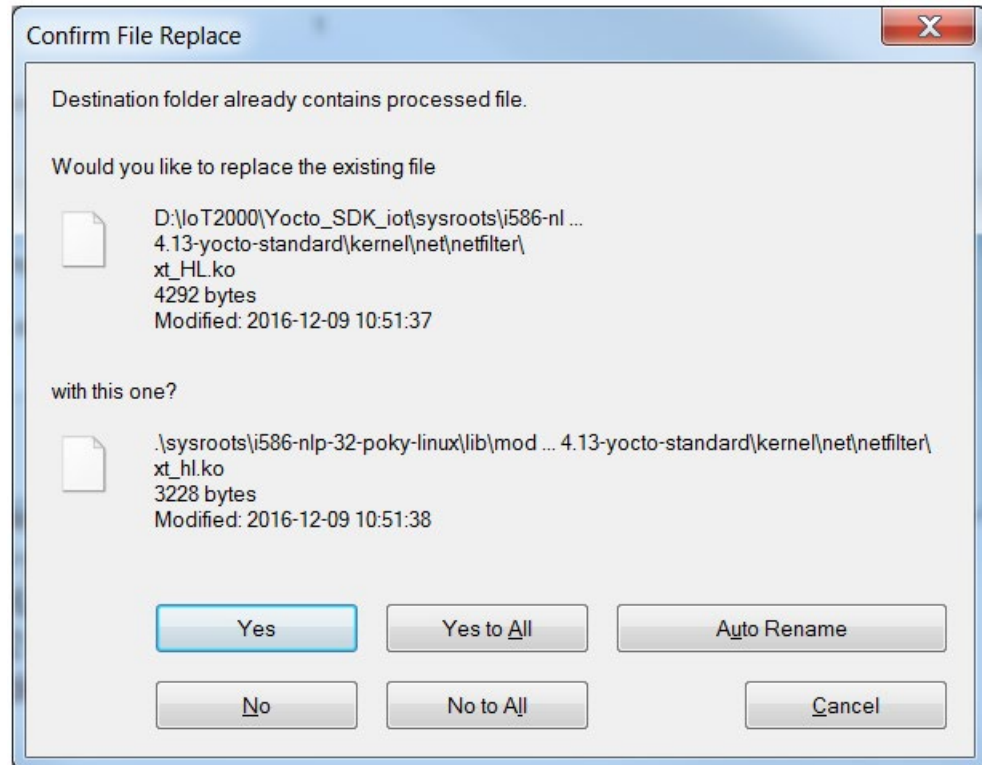 Confirm File Replace
Destination folder already contains processed file.
Would you like to replace the existing file
D:\IoT2000\Yocto_SDK_iot\sysroots\i586-nl ...
4.13-yocto-standard\kernel\net\netfilter\
xt_HL.ko
4292 bytes
Modified: 2016-12-09 10:51:37
with this one?
.\sysroots\i586-nlp-32-poky-linux\lib\mod ... 4.13-yocto-standard\kernel\net\netfilter\
xt_hl.ko
3228 bytes
Modified: 2016-12-09 10:51:38
Yes
Yes to All
Auto Rename
No
No to All
Cancel